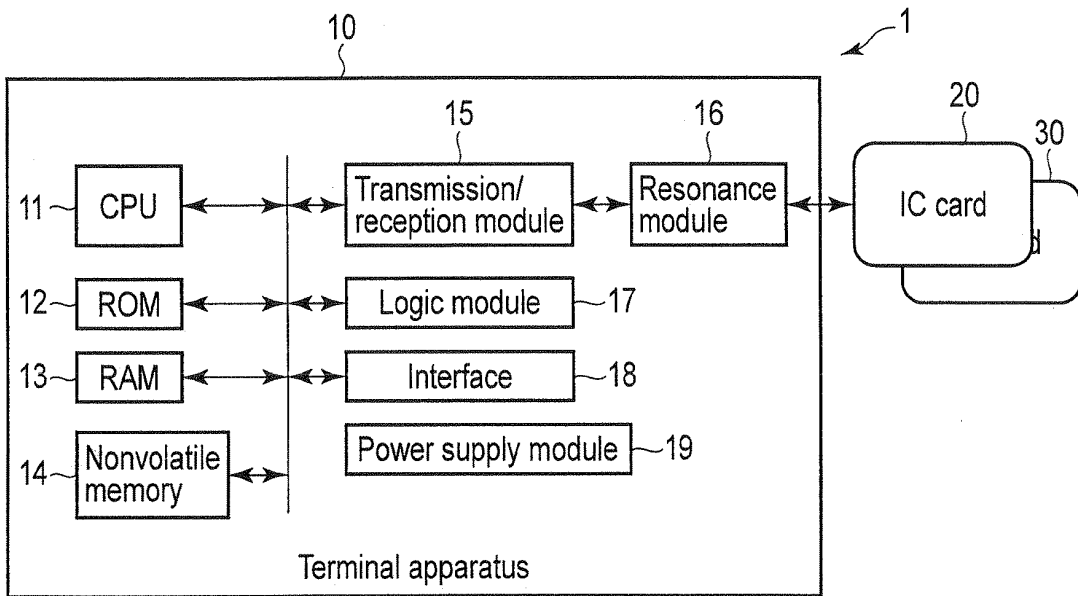 10
1
15
16
20
30
11
CPU
Transmission/
reception module
Resonance
module
IC card
12
ROM
Logic module
17
13
RAM
Interface
18
14
Nonvolatile
memory
Power supply module
19
Terminal apparatus